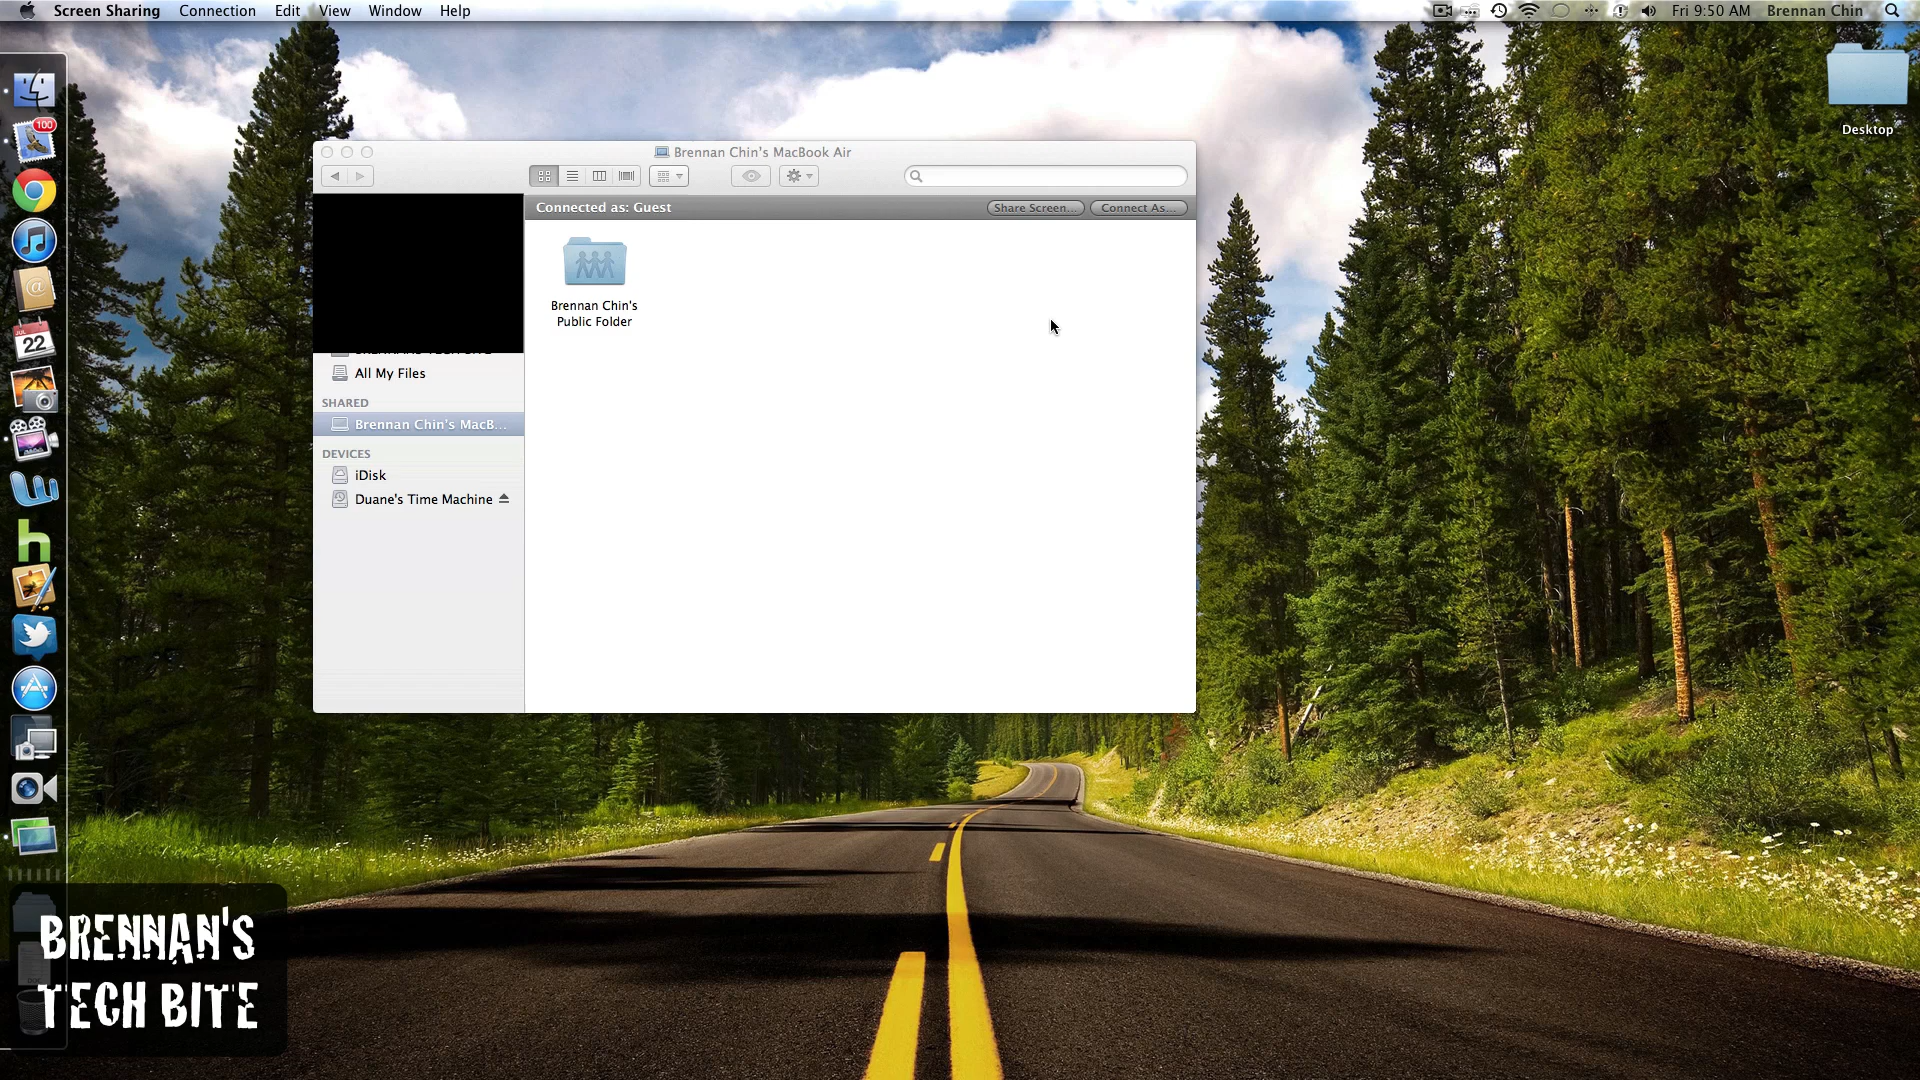 Screen Sharing Connection Edit View Window Help
Fri 9:50 AM Brennan Chin
Desktop
100
JUL
22
Brennan Chin's MacBook Air
Connected as: Guest
Share Screen...
Connect As...
Brennan Chin's
Public Folder
All My Files
SHARED
Brennan Chin's MacB...
DEVICES
iDisk
Duane's Time Machine
BRENNAN'S
TECH BITE